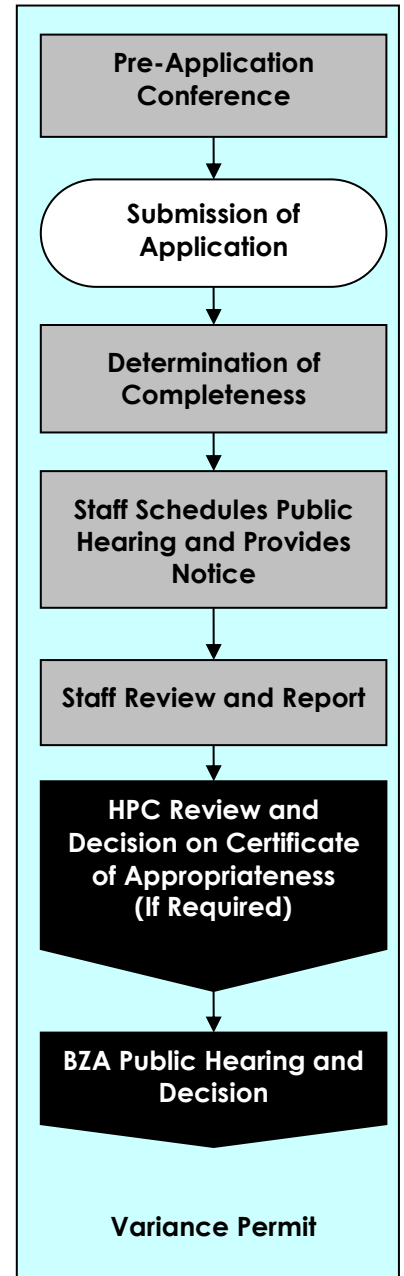 Pre-Application
Conference
Submission of
Application
Determination of
Completeness
Staff Schedules Public
Hearing and Provides
Notice
Staff Review and Report
HPC Review and
Decision on Certificate
of Appropriateness
(If Required)
BZA Public Hearing and
Decision
Variance Permit